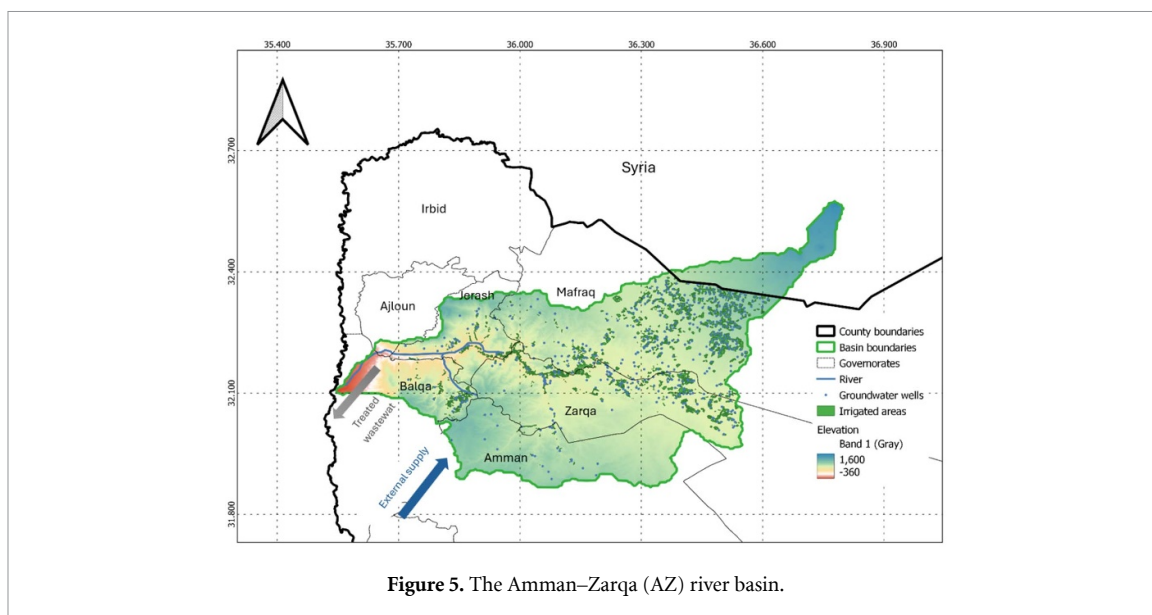 35.400 35.700 36.000 36.300 36.600 36.900
32.700
32.400
32.100
31.800
Syria
Irbid
Ajloun
Jerash
Mafraq
Balqa
Zarqa
Amman
Treated
wastewat
External supply
County boundaries
Basin boundaries
Governorates
River
Groundwater wells
Irrigated areas
Elevation
Band 1 (Gray)
1,600
-360
Figure 5. The Amman–Zarqa (AZ) river basin.